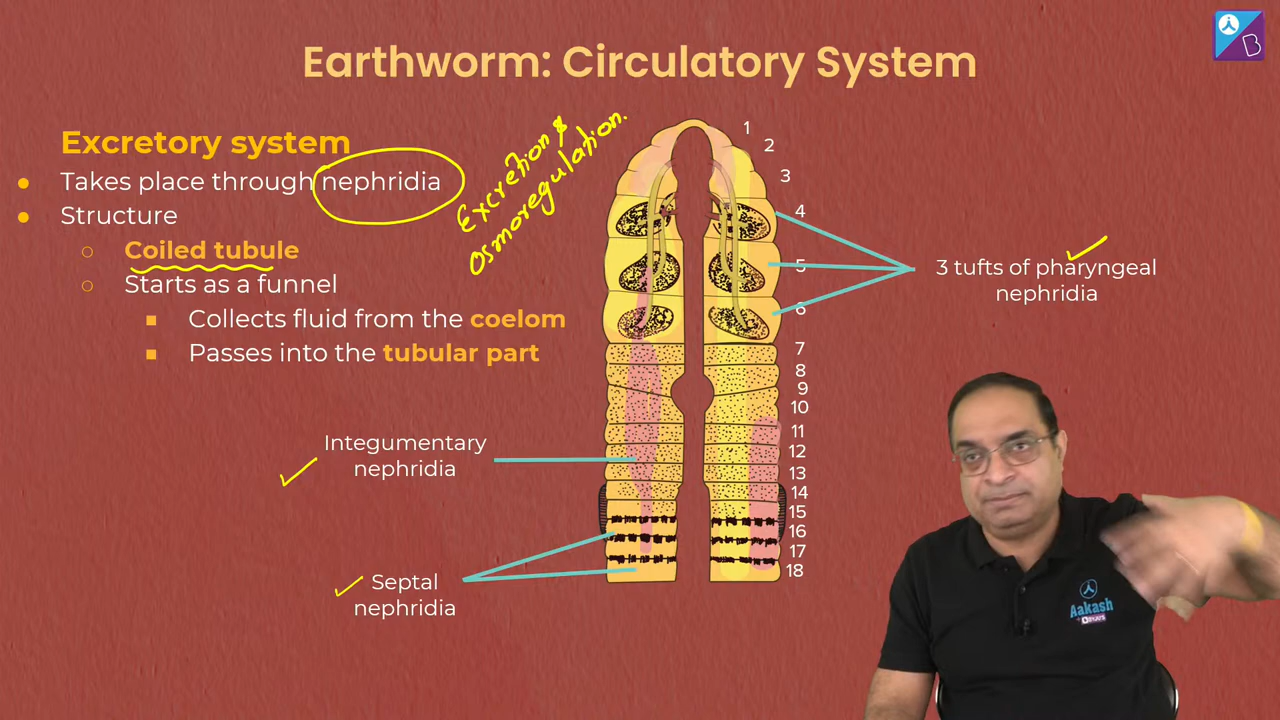 Earthworm: Circulatory System
Excretory system
Takes place through nephridia
Structure
Coiled tubule
Starts as a funnel
Collects fluid from the coelom
Passes into the tubular part
Excretion &
Osmoregulation.
1
2
3
4
5
6
7
8
9
10
11
12
13
14
15
16
17
18
3 tufts of pharyngeal
nephridia
Integumentary
nephridia
Septal
nephridia
Aakash
BYJU'S
B